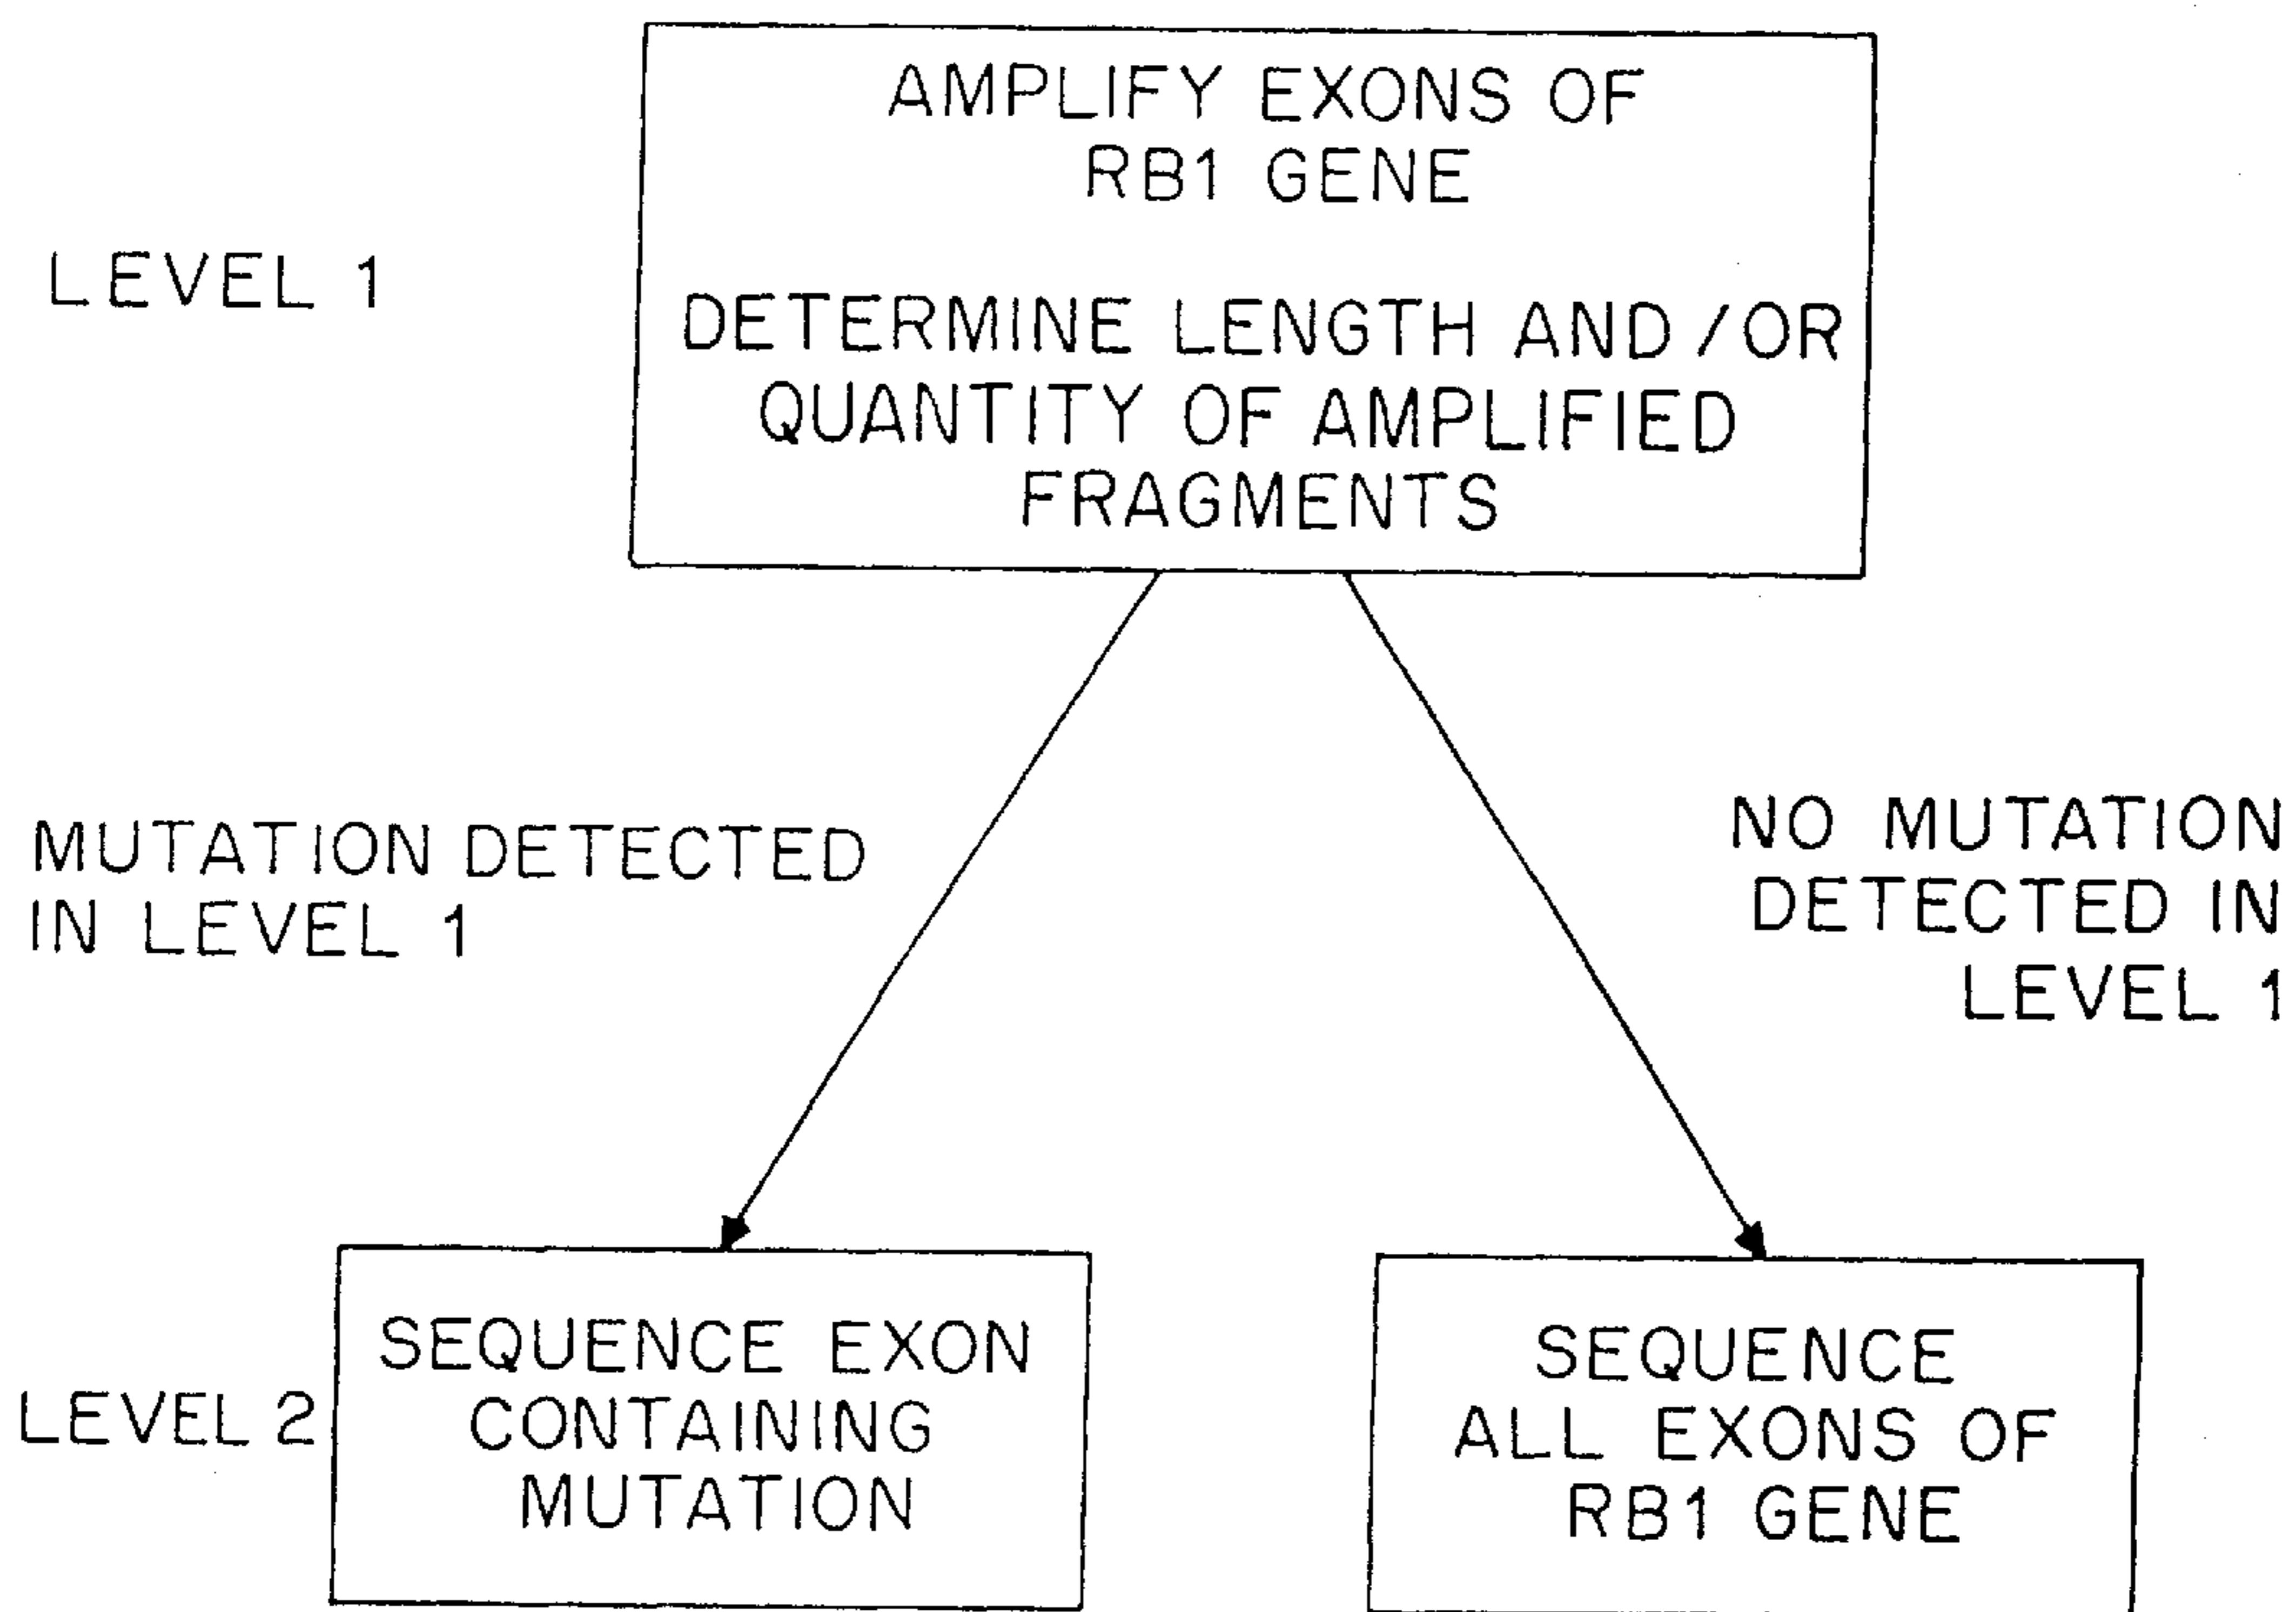 AMPLIFY EXONS OF
RB1 GENE
LEVEL 1
DETERMINE LENGTH AND/OR
QUANTITY OF AMPLIFIED
FRAGMENTS
MUTATION DETECTED
IN LEVEL 1
NO MUTATION
DETECTED IN
LEVEL 1
LEVEL 2
SEQUENCE EXON
CONTAINING
MUTATION
SEQUENCE
ALL EXONS OF
RB1 GENE